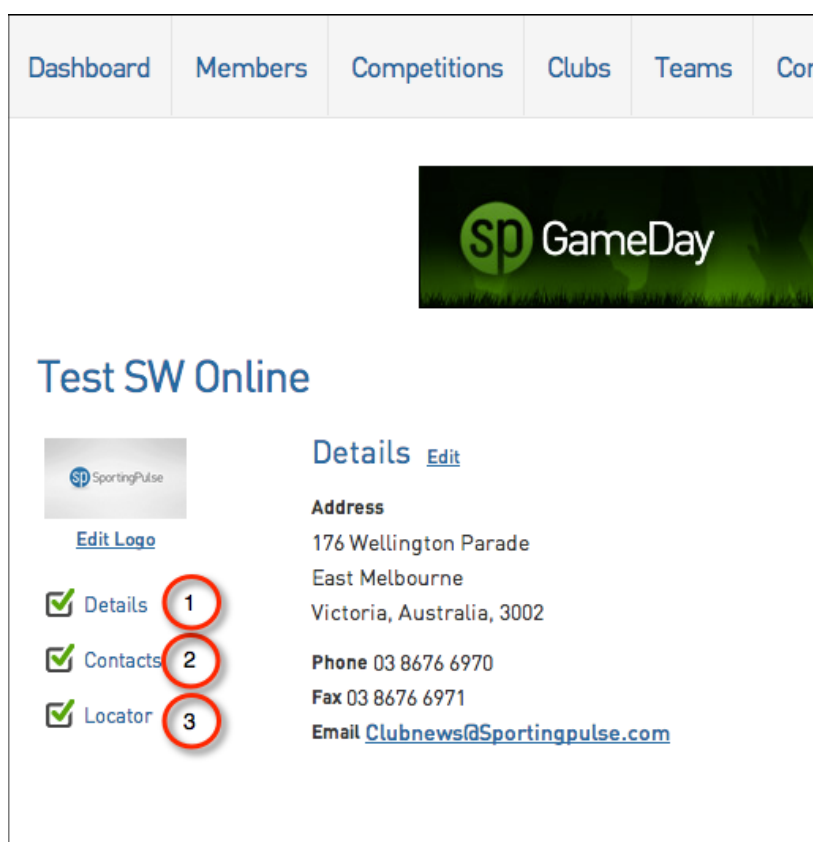 Dashboard Members Competitions Clubs Teams
sp GameDay
Test SW Online
sp SportingPulse
Edit Logo
Details 1
Contacts 2
Locator 3
Details Edit
Address
176 Wellington Parade
East Melbourne
Victoria, Australia, 3002
Phone 03 8676 6970
Fax 03 8676 6971
Email Clubnews@Sportingpulse.com